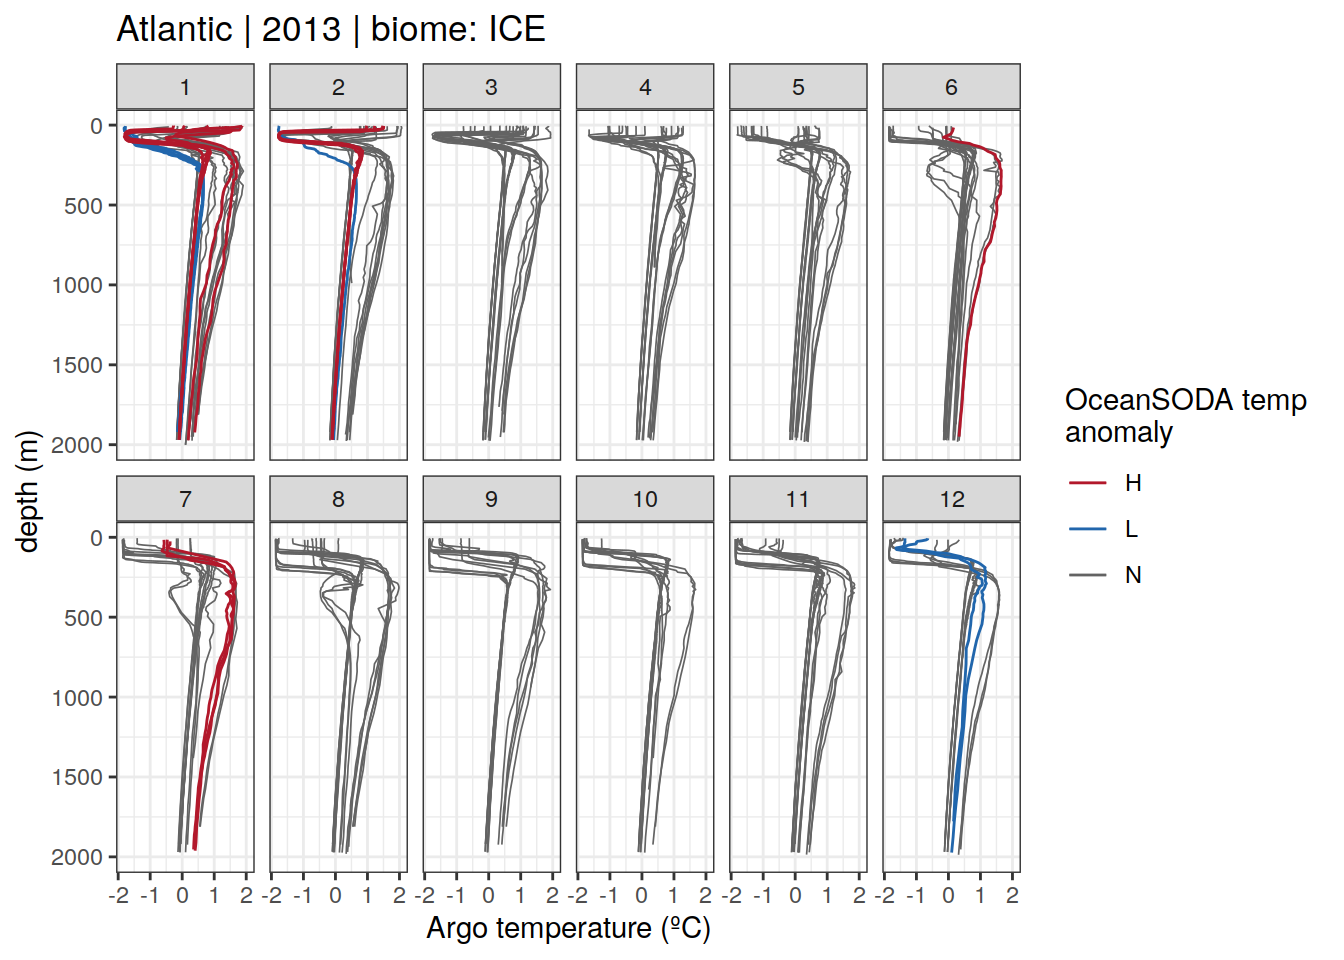 Atlantic | 2013 | biome: ICE
1 2 3 4 5 6
0
500
1000
1500
2000
7 8 9 10 11 12
0
500
1000
1500
2000
-2 -1 0 1 2 -2 -1 0 1 2 -2 -1 0 1 2 -2 -1 0 1 2 -2 -1 0 1 2 -2 -1 0 1 2
Argo temperature (ºC)
depth (m)
OceanSODA temp
anomaly
H
L
N